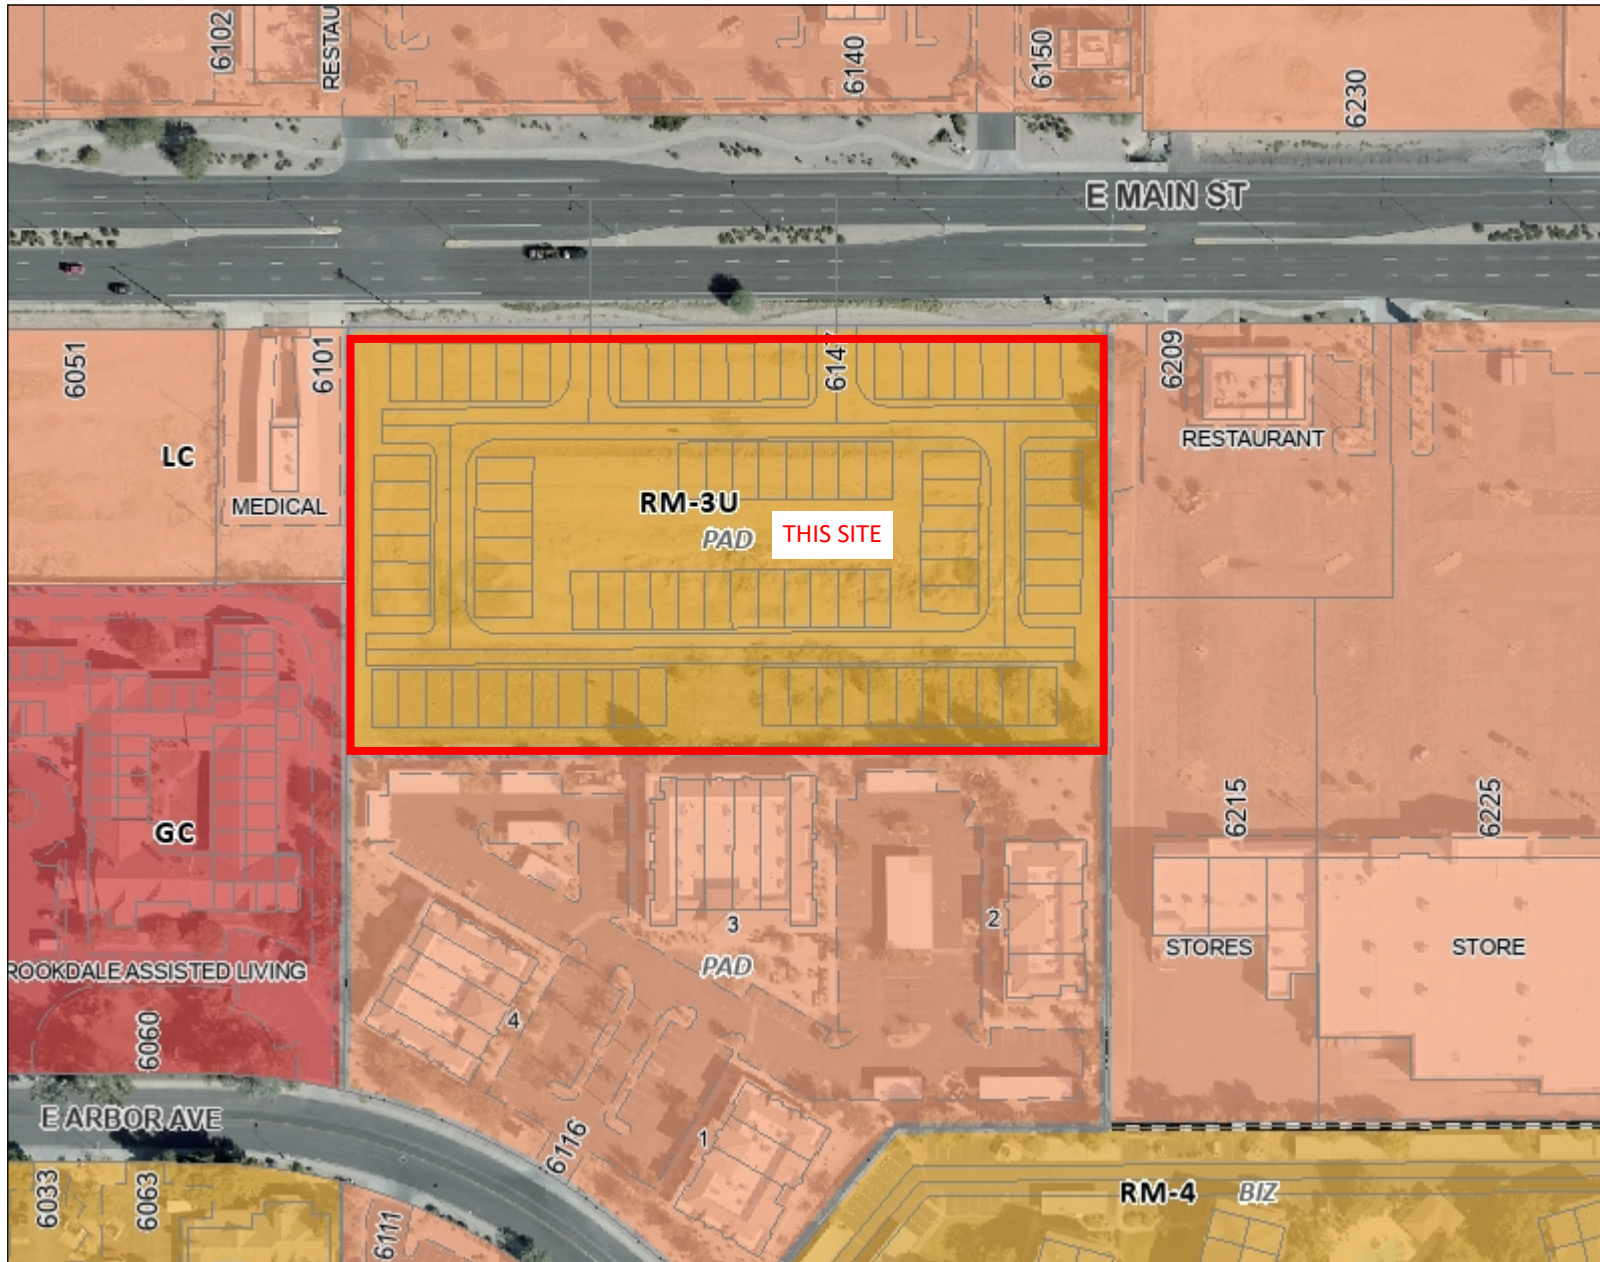 6102
RESTAU
6140
6150
6230
E MAIN ST
6051
6101
6147
6209
RESTAURANT
LC
MEDICAL
RM-3U
PAD
THIS SITE
GC
6215
6225
3
2
PAD
STORES
STORE
ROOKDALE ASSISTED LIVING
4
6060
E ARBOR AVE
1
6116
6033
6063
6111
RM-4
BIZ